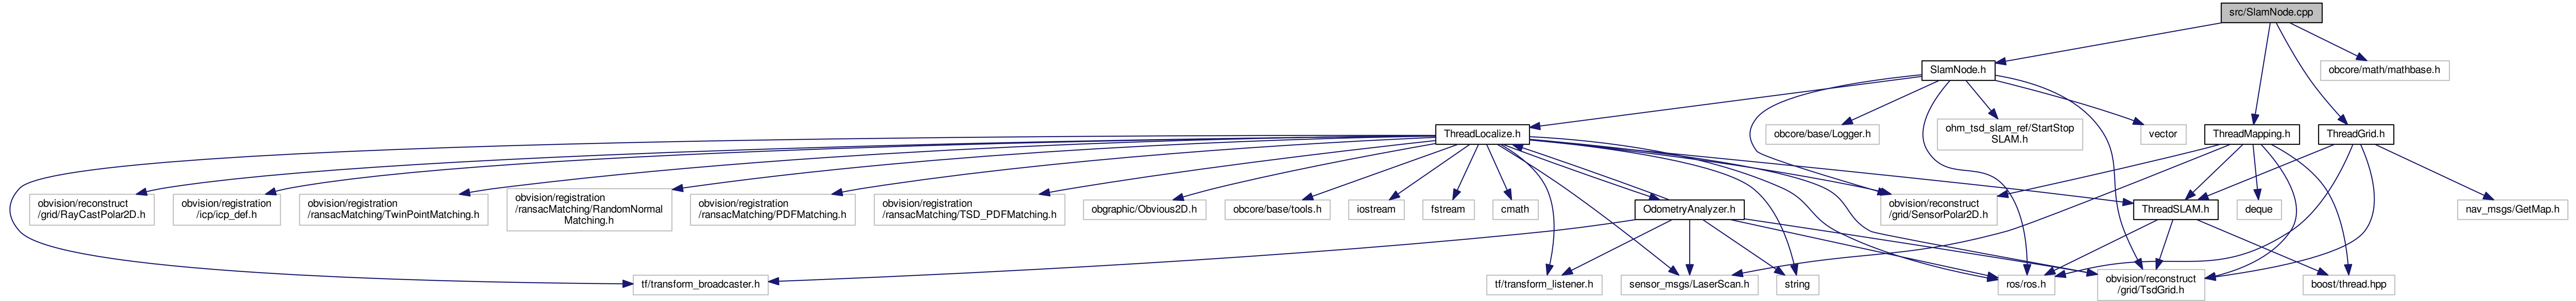 src/SlamNode.cpp
SlamNode.h
obcore/math/mathbase.h
ThreadLocalize.h
obcore/base/Logger.h
ohm_tsd_slam_ref/StartStop
SLAM.h
vector
ThreadMapping.h
ThreadGrid.h
obvision/reconstruct
/grid/RayCastPolar2D.h
obvision/registration
/icp/icp_def.h
obvision/registration
/ransacMatching/TwinPointMatching.h
obvision/registration
/ransacMatching/RandomNormal
Matching.h
obvision/registration
/ransacMatching/PDFMatching.h
obvision/registration
/ransacMatching/TSD_PDFMatching.h
obgraphic/Obvious2D.h
obcore/base/tools.h
iostream
fstream
cmath
OdometryAnalyzer.h
obvision/reconstruct
/grid/SensorPolar2D.h
ThreadSLAM.h
deque
nav_msgs/GetMap.h
tf/transform_broadcaster.h
tf/transform_listener.h
sensor_msgs/LaserScan.h
string
ros/ros.h
obvision/reconstruct
/grid/TsdGrid.h
boost/thread.hpp